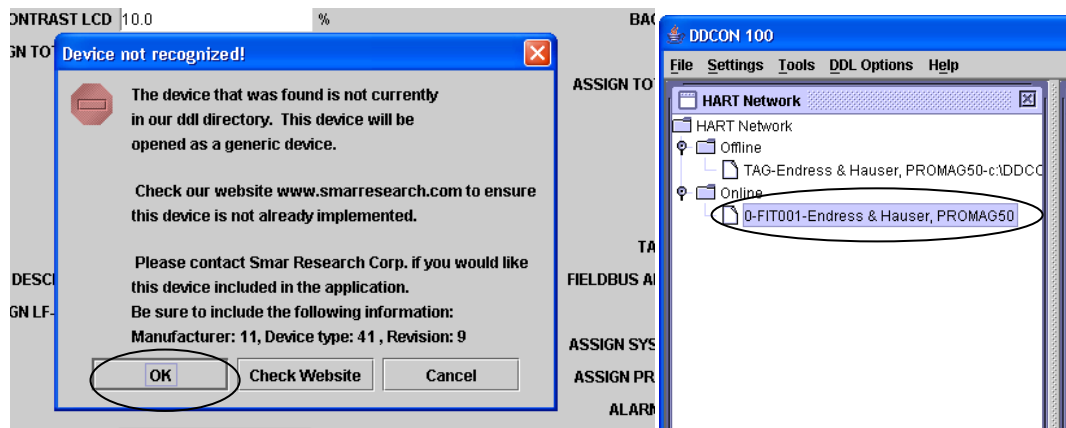 ONTRAST LCD 10.0 %
GN TO
Device not recognized!
ASSIGN TO
The device that was found is not currently
in our ddl directory. This device will be
opened as a generic device.
Check our website www.smarresearch.com to ensure
this device is not already implemented.
Please contact Smar Research Corp. if you would like
this device included in the application.
Be sure to include the following information:
Manufacturer: 11, Device type: 41 , Revision: 9
OK Check Website Cancel
DESC
GN LF-
TA
FIELDBUS A
ASSIGN SYS
ASSIGN PR
ALAR
DDCON 100
File Settings Tools DDL Options Help
HART Network
HART Network
Offline
TAG-Endress & Hauser, PROMAG50-c:\DDCC
Online
0-FIT001-Endress & Hauser, PROMAG50